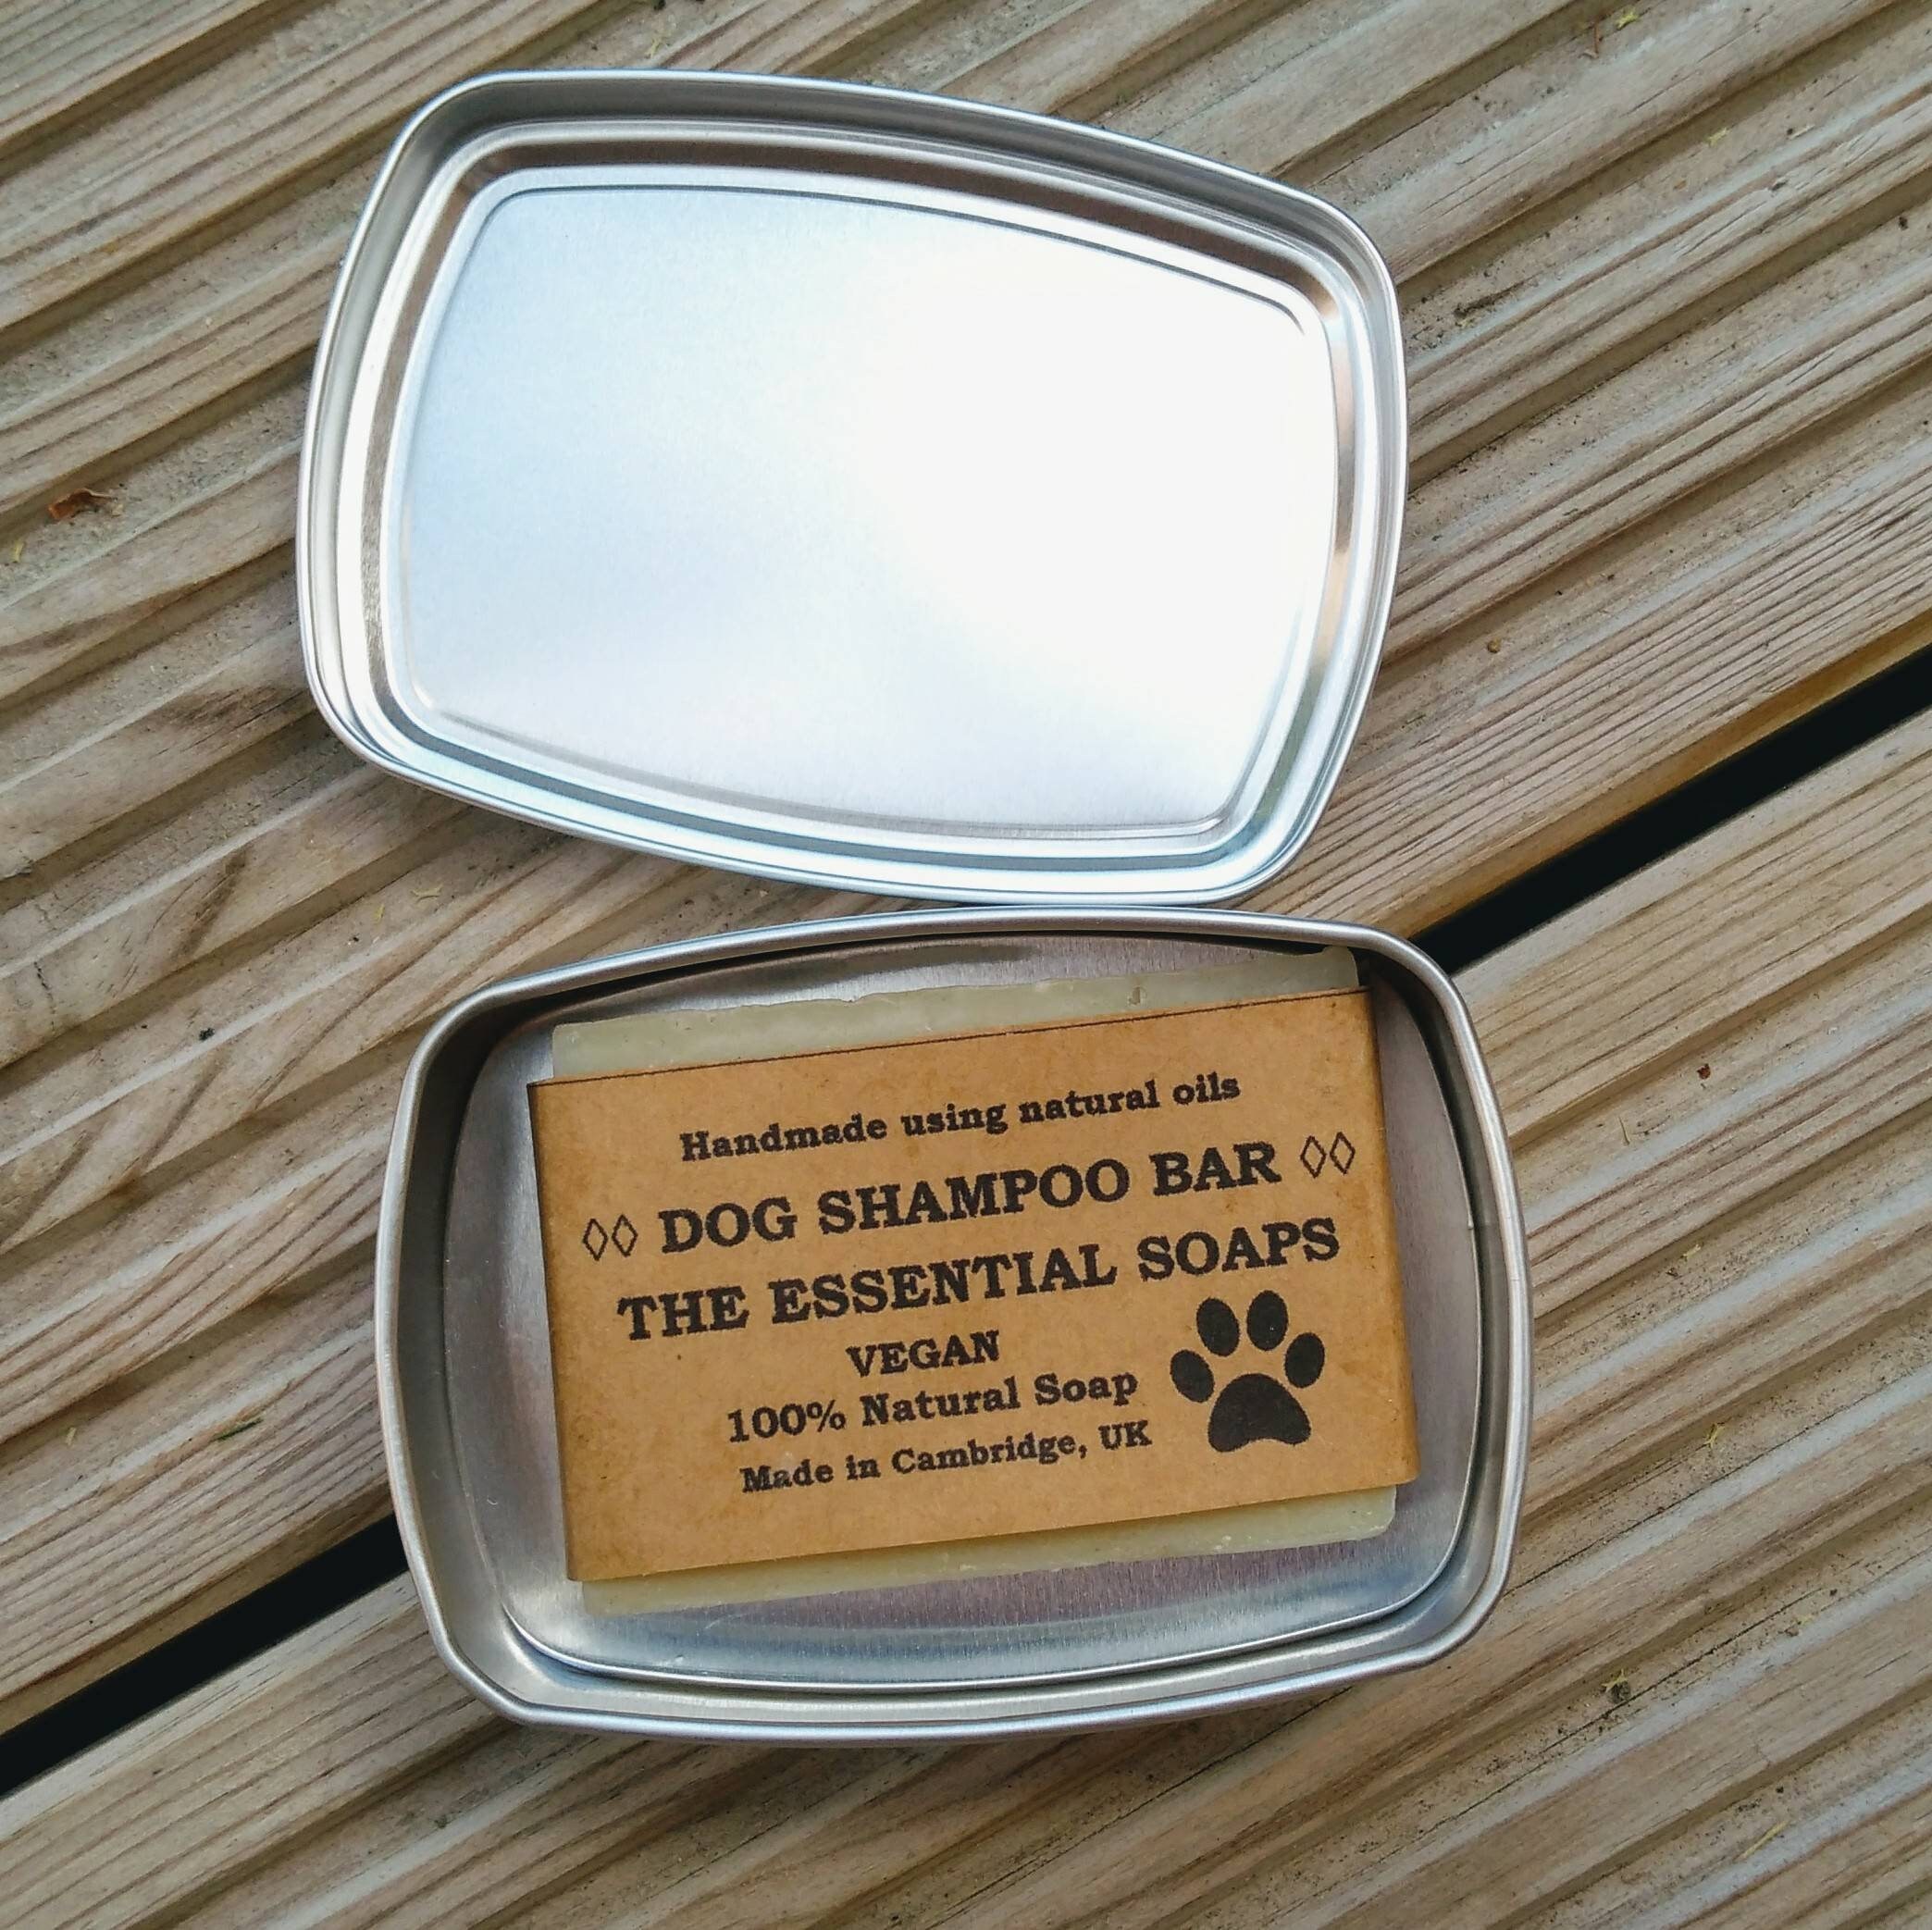 Handmade using natural oils
◊◊ DOG SHAMPOO BAR ◊◊
THE ESSENTIAL SOAPS
VEGAN
100% Natural Soap
Made in Cambridge, UK